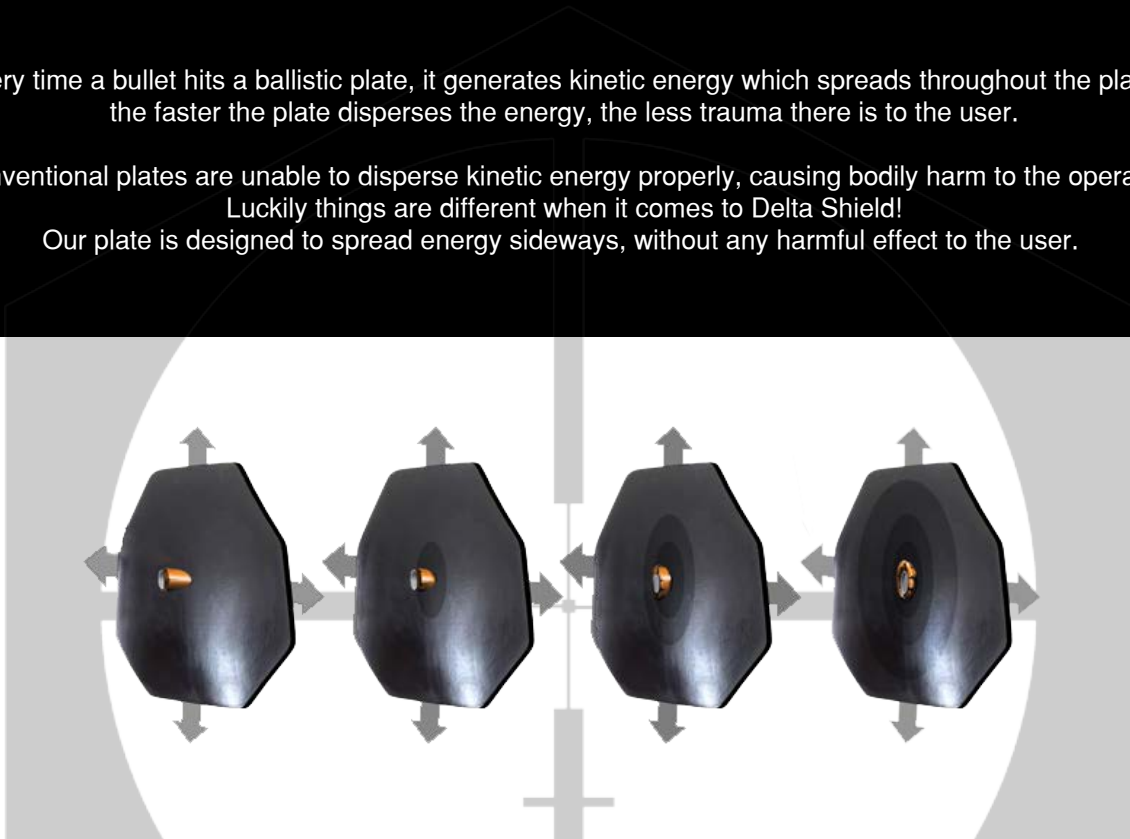 ery time a bullet hits a ballistic plate, it generates kinetic energy which spreads throughout the pla
the faster the plate disperses the energy, the less trauma there is to the user.
nventional plates are unable to disperse kinetic energy properly, causing bodily harm to the opera
Luckily things are different when it comes to Delta Shield!
Our plate is designed to spread energy sideways, without any harmful effect to the user.